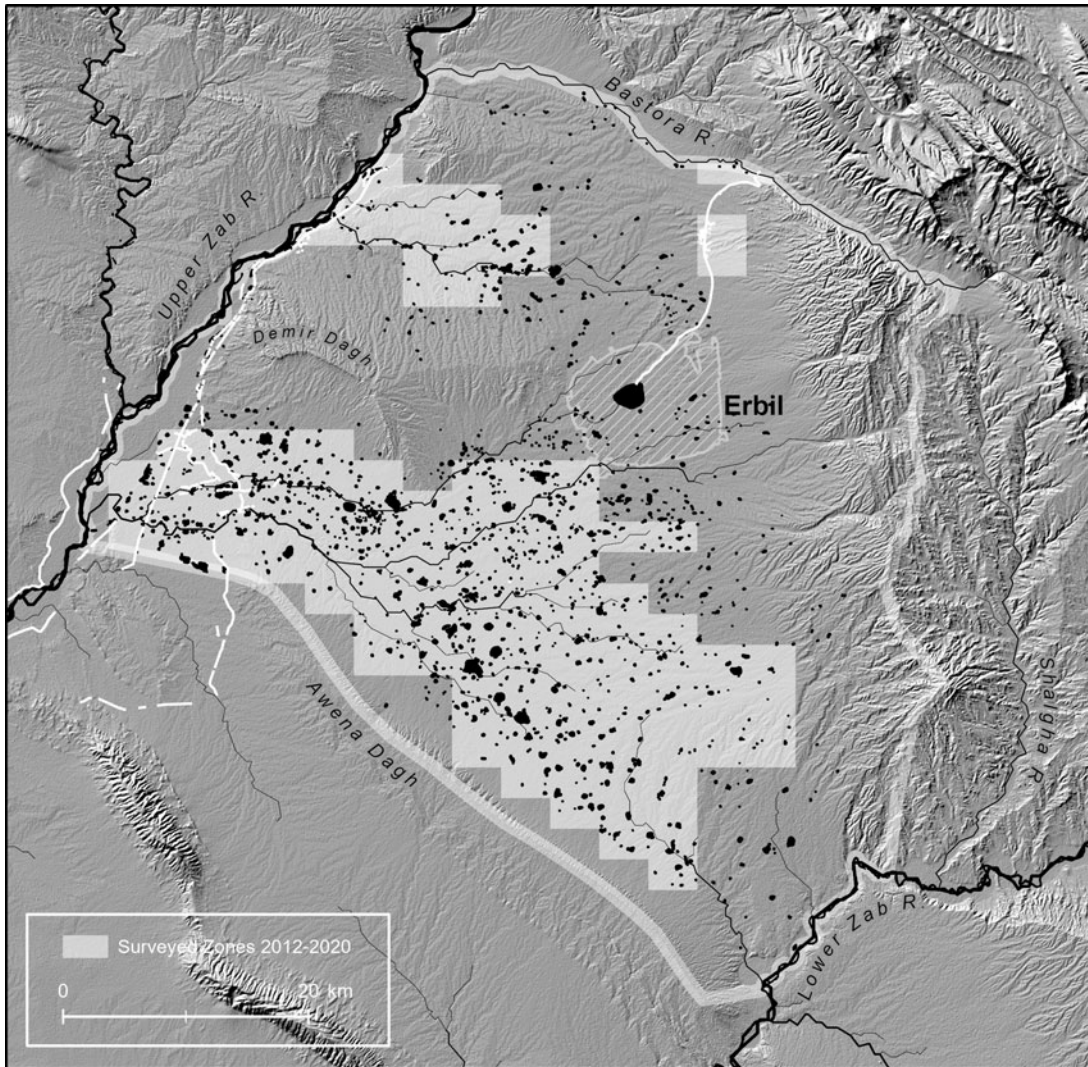 Bastora R.
Upper Zab R.
Demir Dagh
Erbil
Awena Dagh
Shalgha R.
Lower Zab R.
Surveyed Zones 2012-2020
0 20 km